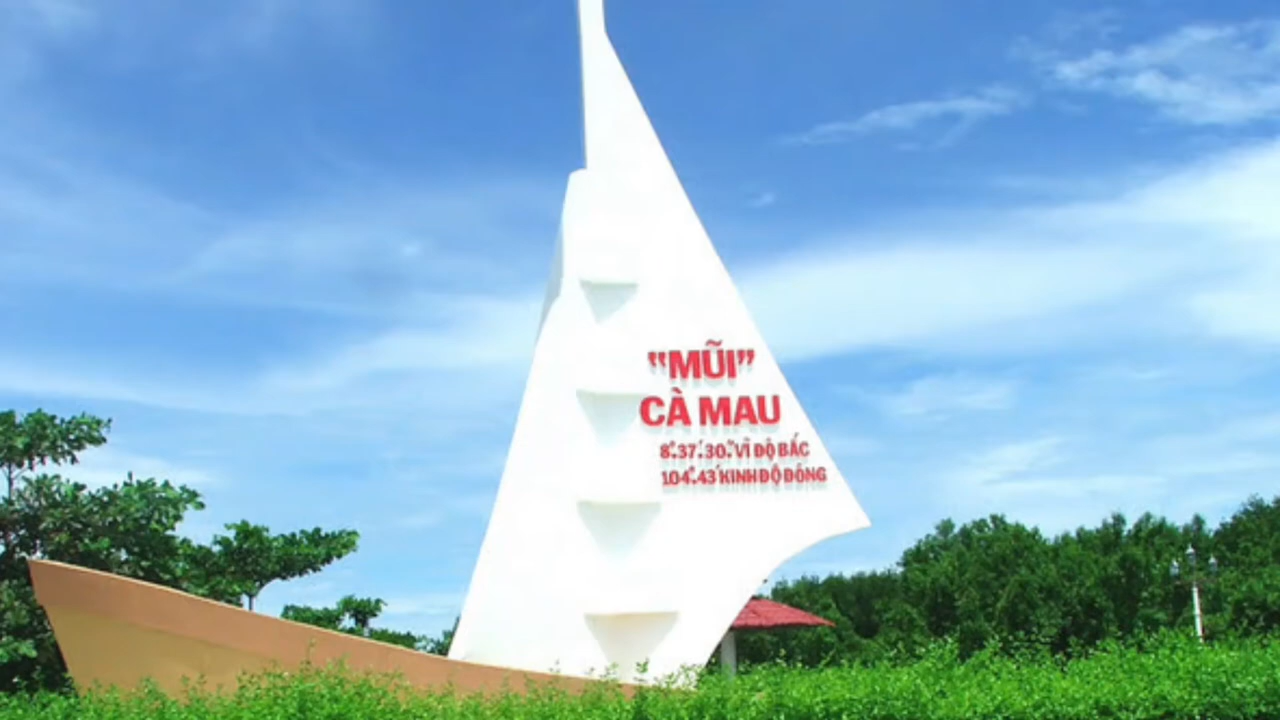 "MŨI"
CÀ MAU
8°.37'.30." VĨ ĐỘ BẮC
104°.43' KINH ĐỘ ĐÔNG